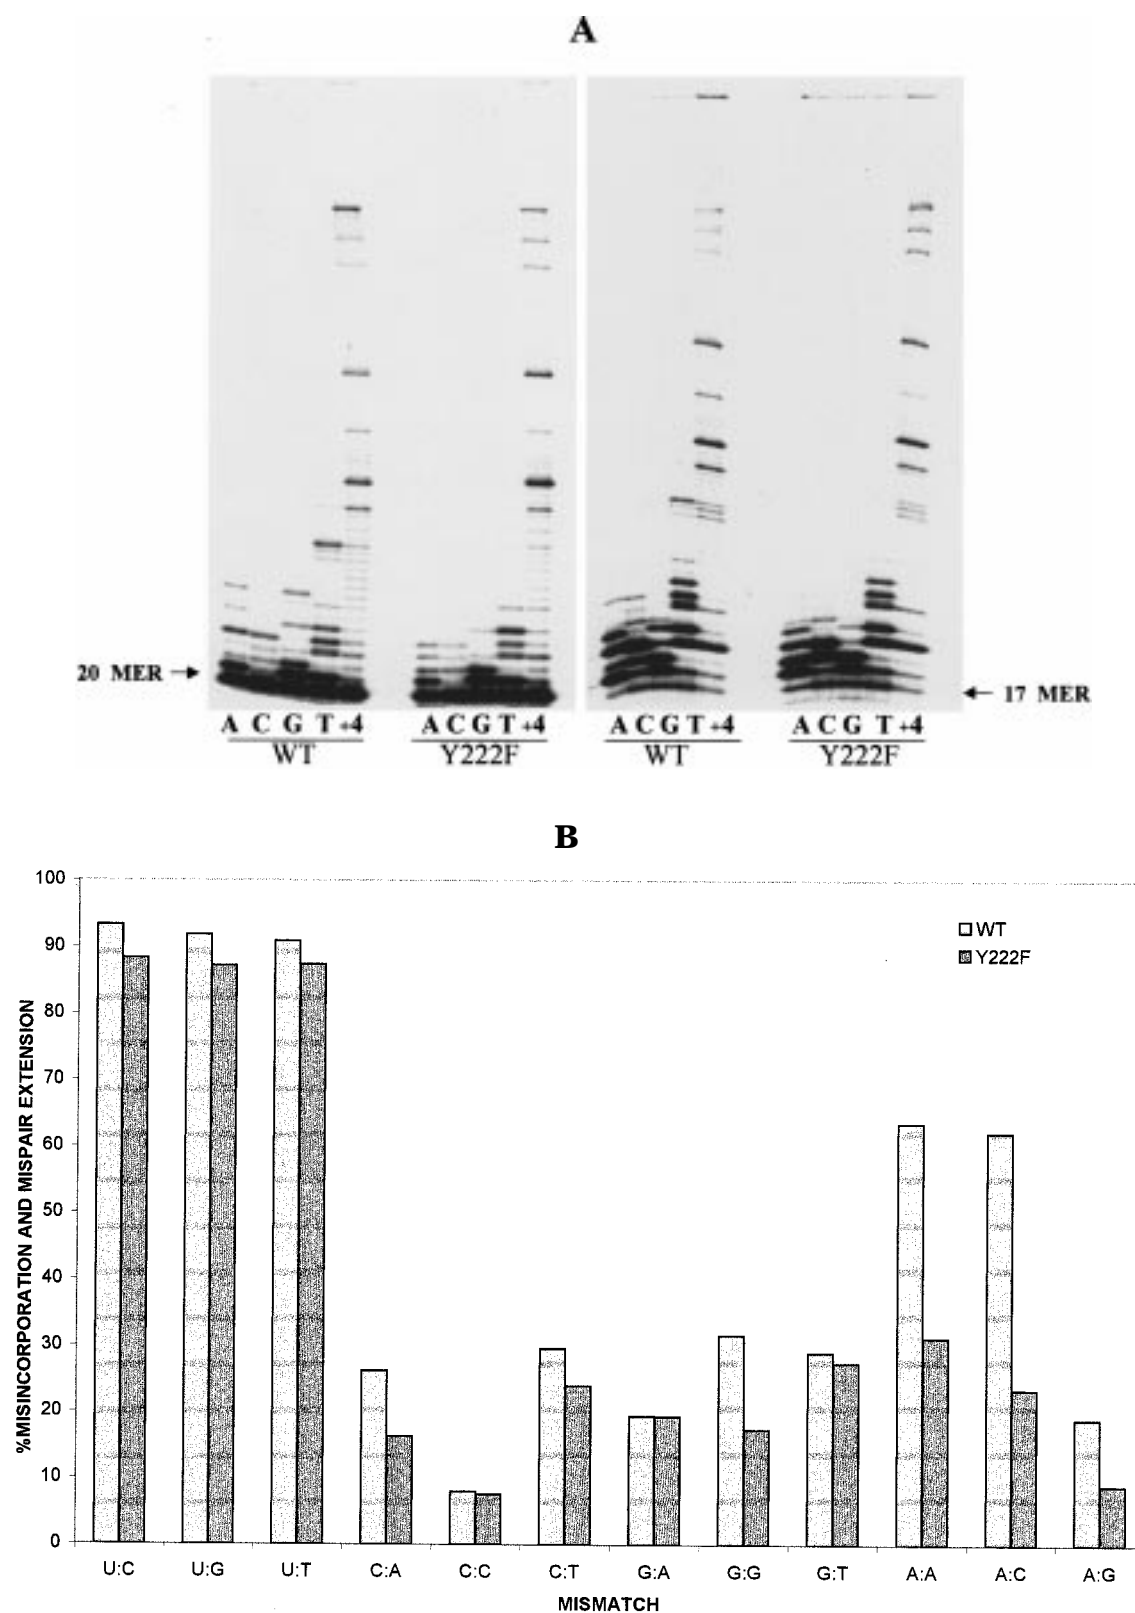 A
20 MER →
← 17 MER
A C G T +4 A C G T +4 A C G T +4 A C G T +4
WT Y222F WT Y222F
B
100
90
80
70
60
50
40
30
20
10
0
%MISINCORPORATION AND MISPAIR EXTENSION
WT
Y222F
U:C U:G U:T C:A C:C C:T G:A G:G G:T A:A A:C A:G
MISMATCH